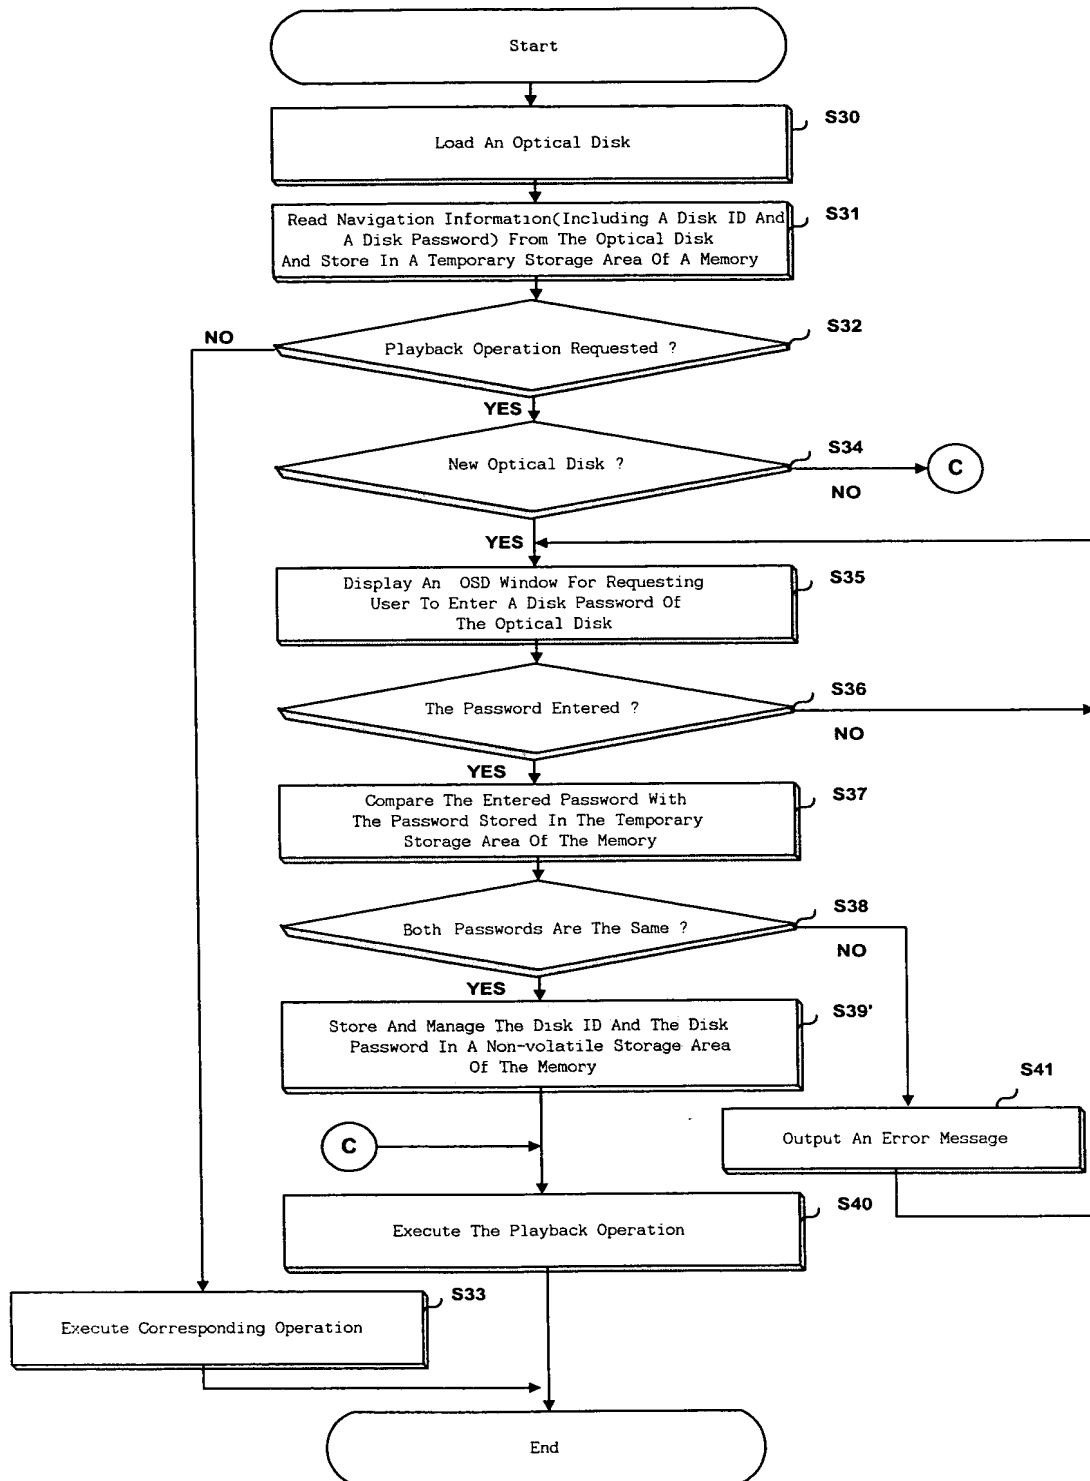 Start
S30
Load An Optical Disk
S31
Read Navigation Information(Including A Disk ID And
A Disk Password) From The Optical Disk
And Store In A Temporary Storage Area Of A Memory
S32
NO
Playback Operation Requested ?
YES
S34
New Optical Disk ?
C
NO
YES
S35
Display An OSD Window For Requesting
User To Enter A Disk Password Of
The Optical Disk
S36
The Password Entered ?
NO
YES
S37
Compare The Entered Password With
The Password Stored In The Temporary
Storage Area Of The Memory
S38
Both Passwords Are The Same ?
NO
YES
S39'
Store And Manage The Disk ID And The Disk
Password In A Non-volatile Storage Area
Of The Memory
S41
Output An Error Message
C
S40
Execute The Playback Operation
S33
Execute Corresponding Operation
End